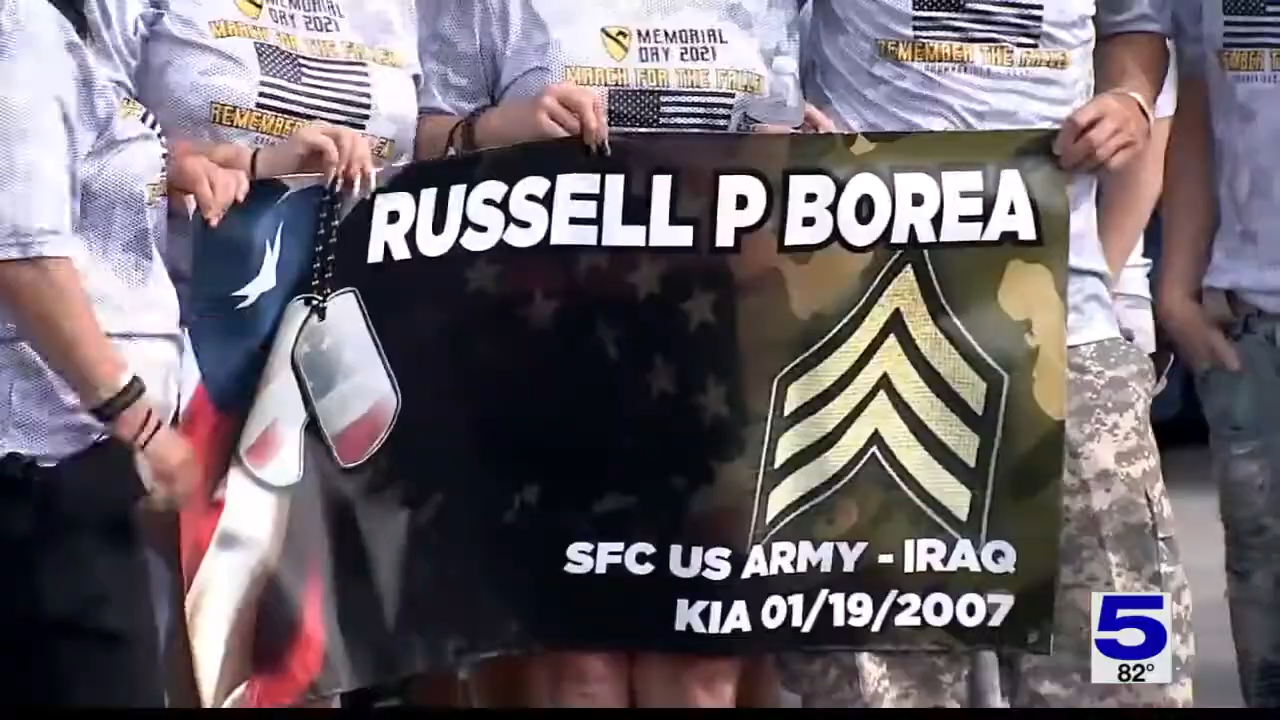 MEMORIAL
DAY 2021
MARCH FOR THE FALLEN
REMEMBER
MEMORIAL
DAY 2021
MARCH FOR THE FALLEN
REMEMBER THE FALLEN
RUSSELL P BOREA
SFC US ARMY - IRAQ
KIA 01/19/2007
5
82°